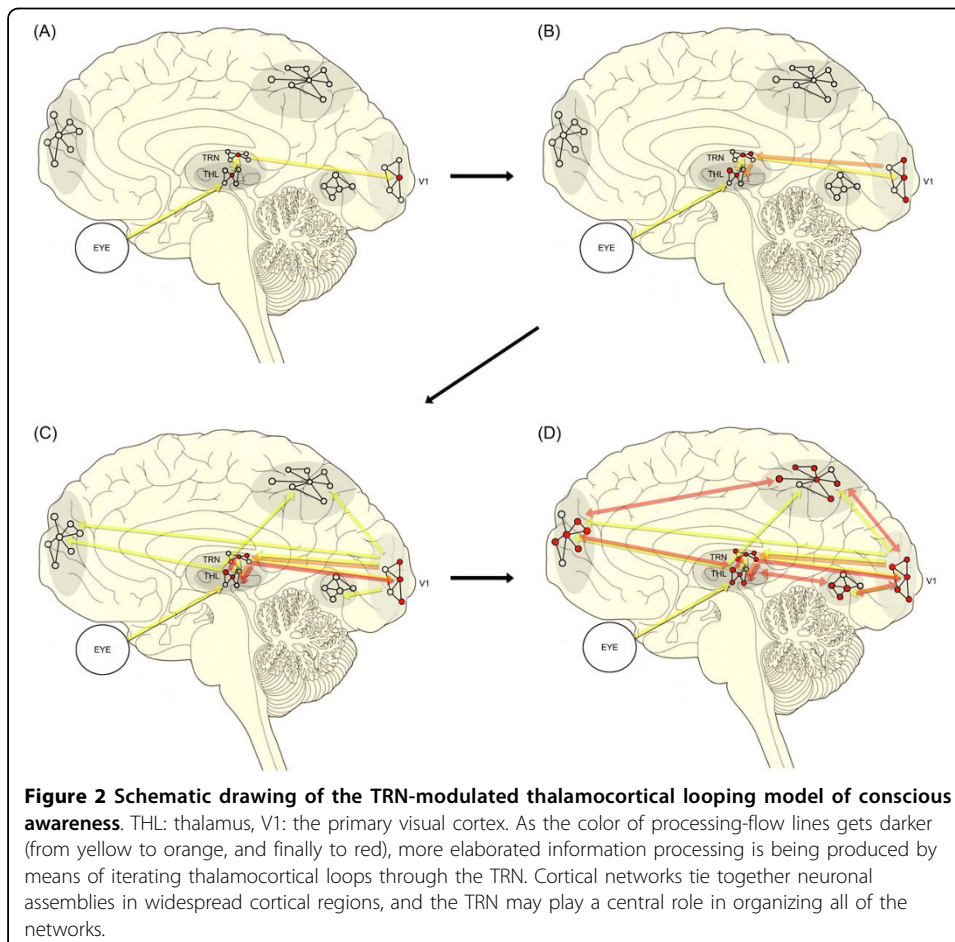 (A)
(B)
TRN
THL
V1
EYE
TRN
THL
V1
EYE
(C)
(D)
TRN
THL
V1
EYE
TRN
THL
V1
EYE
Figure 2 Schematic drawing of the TRN-modulated thalamocortical looping model of conscious
awareness. THL: thalamus, V1: the primary visual cortex. As the color of processing-flow lines gets darker
(from yellow to orange, and finally to red), more elaborated information processing is being produced by
means of iterating thalamocortical loops through the TRN. Cortical networks tie together neuronal
assemblies in widespread cortical regions, and the TRN may play a central role in organizing all of the
networks.